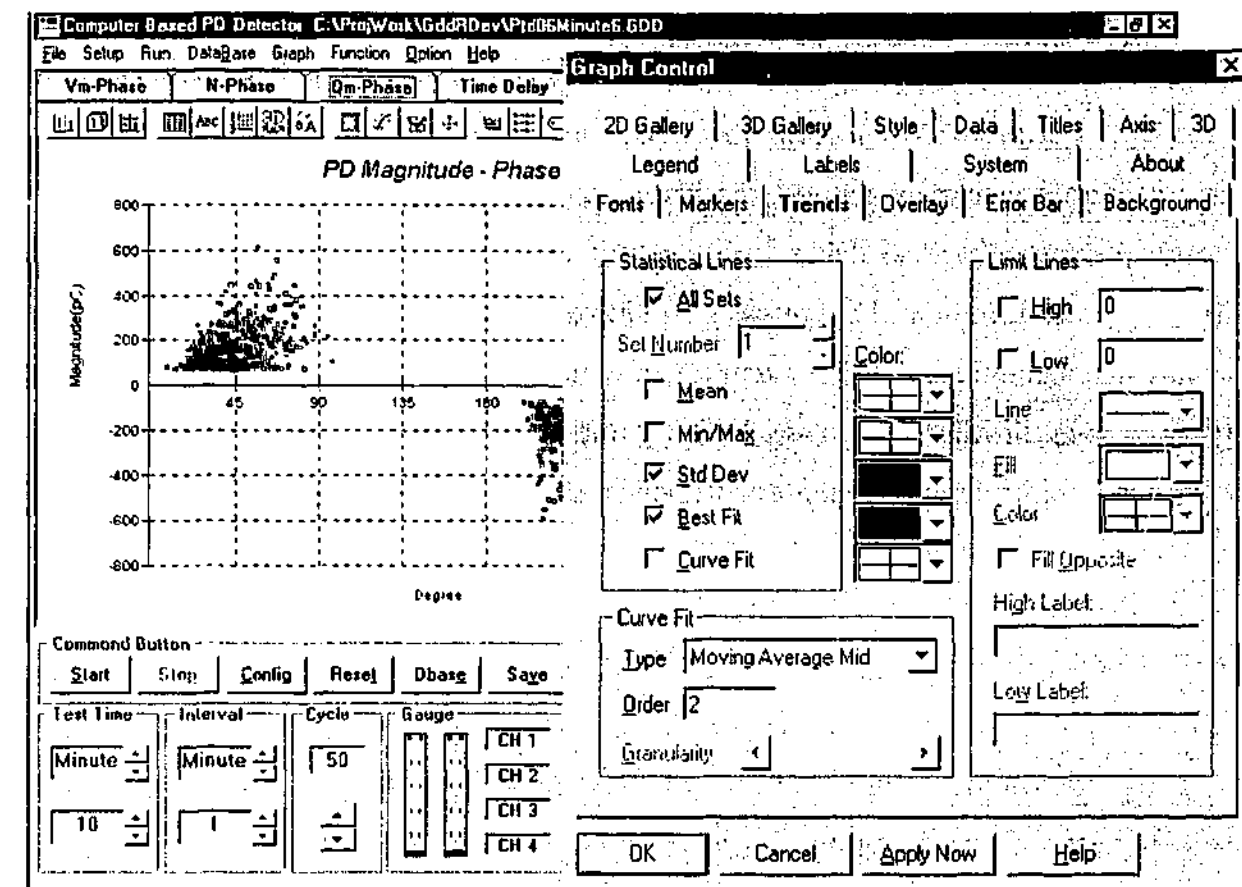 Computer Based PD Detector C:\ProjWork\GddRDev\Ptd06Minute6.GDD
File Setup Run DataBase Graph Function Option Help
Vm-Phase N-Phase Qm-Phase Time Delay
PD Magnitude - Phase
800
600
400
200
0
-200
-400
-600
-800
45 90 135 180
Magnitude(pC)
Degree
Command Button
Start Stop Config Reset Dbase Save
Test Time Interval Cycle Gauge
Minute Minute 50
10 1
CH 1
CH 2
CH 3
CH 4
Graph Control
2D Gallery 3D Gallery Style Data Titles Axis 3D
Legend Labels System About
Fonts Markers Trends Overlay Error Bar Background
Statistical Lines
All Sets
Set Number 1
Color:
Mean
Min/Max
Std Dev
Best Fit
Curve Fit
Curve Fit
Type Moving Average Mid
Order 2
Granularity
Limit Lines
High 0
Low 0
Line
Fill
Color
Fill Opposite
High Label:
Low Label:
OK Cancel Apply Now Help